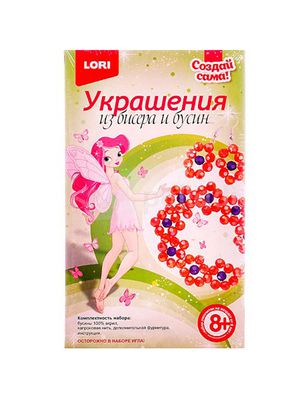 LORI
Создай
сама!
Украшения
из бисера и бусин
Комплектность набора:
бусины 100% акрил,
капроновая нить, дополнительная фурнитура,
инструкция.
ОСТОРОЖНО В НАБОРЕ ИГЛА!
8+